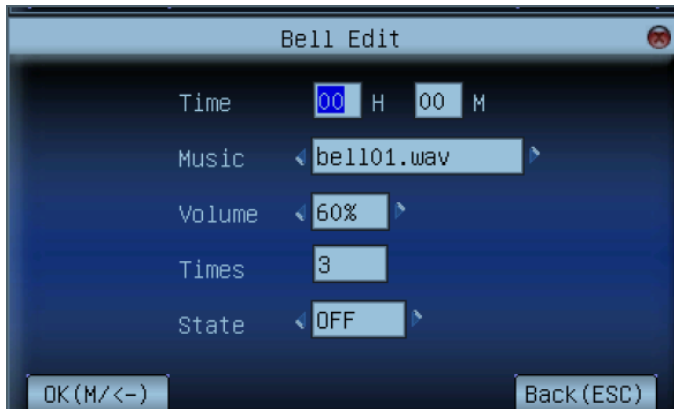 Bell Edit
Time 00 H 00 M
Music bell01.wav
Volume 60%
Times 3
State OFF
OK(M/<-) Back(ESC)